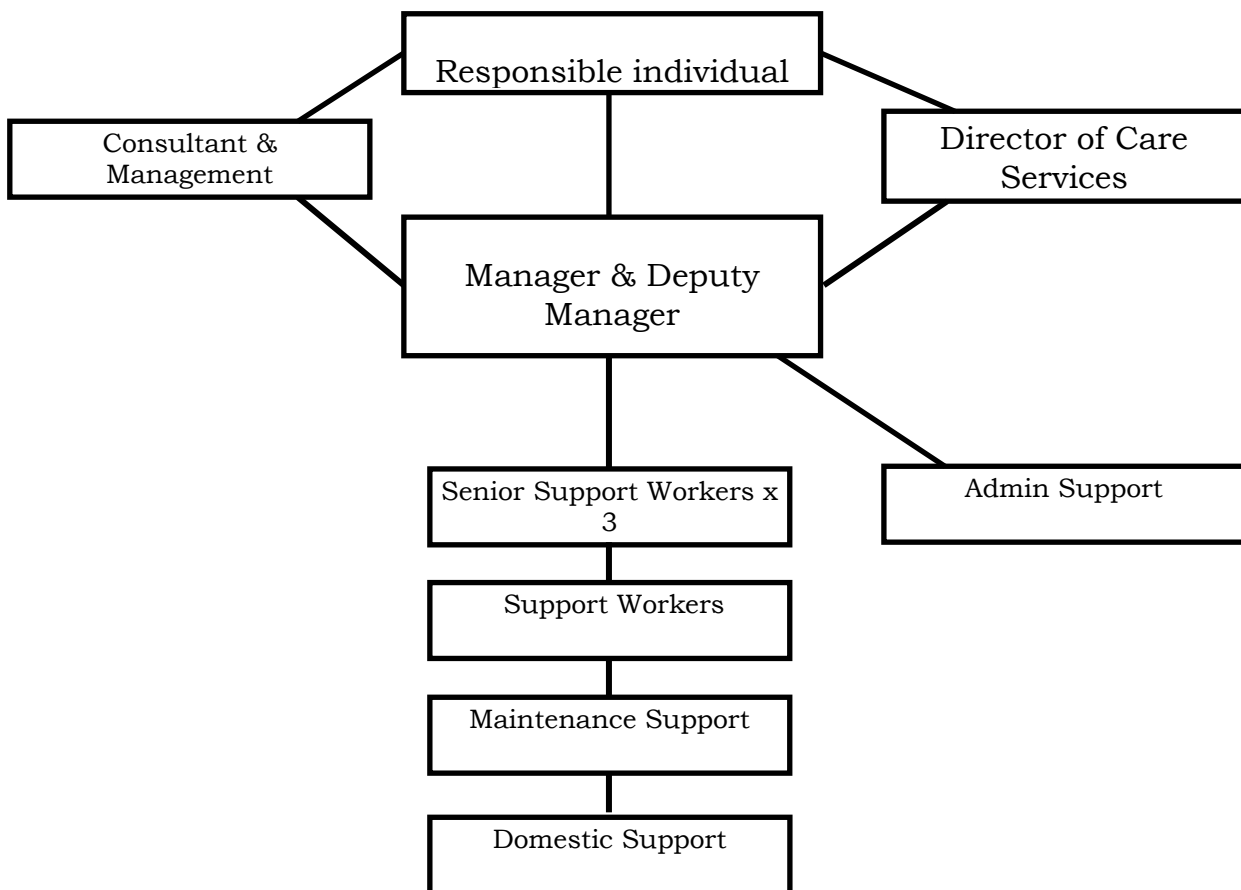 Responsible individual
Consultant &
Management
Director of Care
Services
Manager & Deputy
Manager
Senior Support Workers x
3
Admin Support
Support Workers
Maintenance Support
Domestic Support